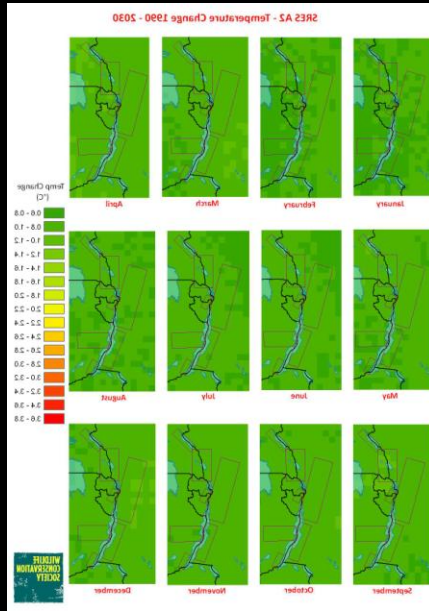 SRES A2 - Temperature Change 1990 - 2030
January
February
March
April
May
June
July
August
September
October
November
December
Temp Change
(°C)
0.6 - 0.8
0.8 - 1.0
1.0 - 1.2
1.2 - 1.4
1.4 - 1.6
1.6 - 1.8
1.8 - 2.0
2.0 - 2.2
2.2 - 2.4
2.4 - 2.6
2.6 - 2.8
2.8 - 3.0
3.0 - 3.2
3.2 - 3.4
3.4 - 3.6
3.6 - 3.8
WILDLIFE
CONSERVATION
SOCIETY